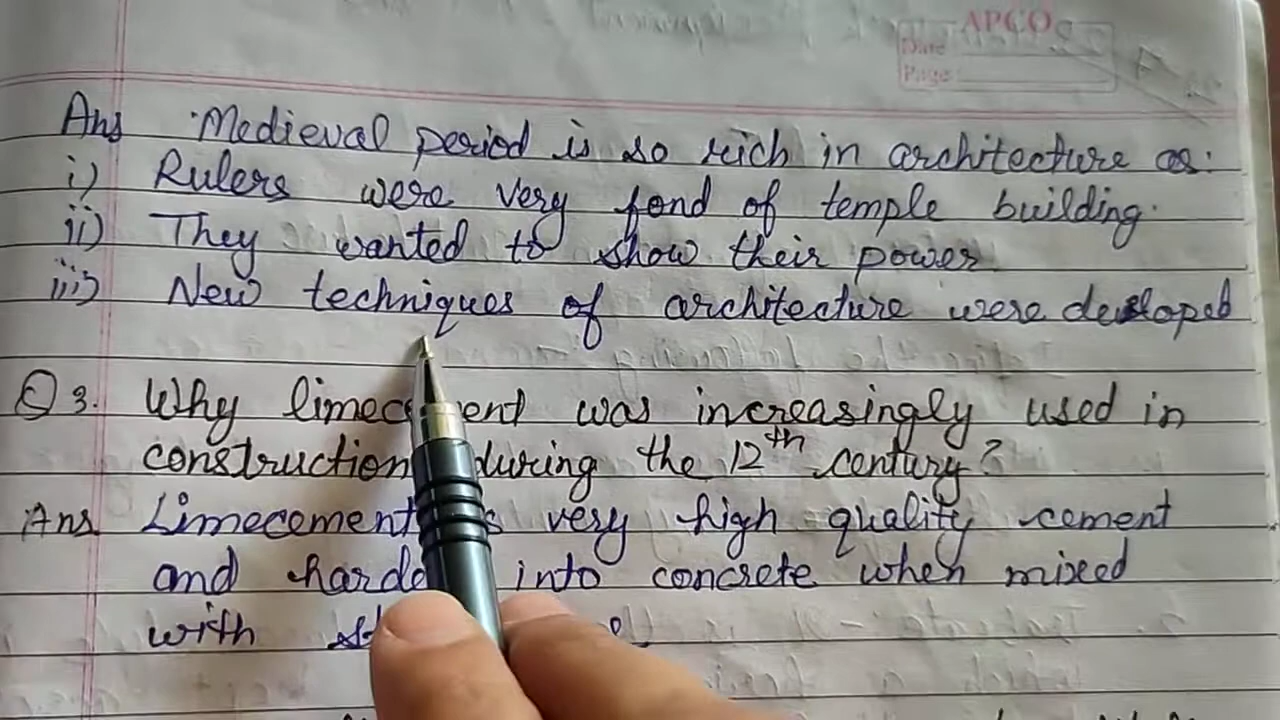 APCO
Date
Page
Ans Medieval period is so rich in architecture as:
i) Rulers were very fond of temple building.
ii) They wanted to show their power
iii) New techniques of architecture were developed
Q 3. Why limecement was increasingly used in
construction during the 12th century?
Ans. Limecement is very high quality cement
and into concrete when mixed
with